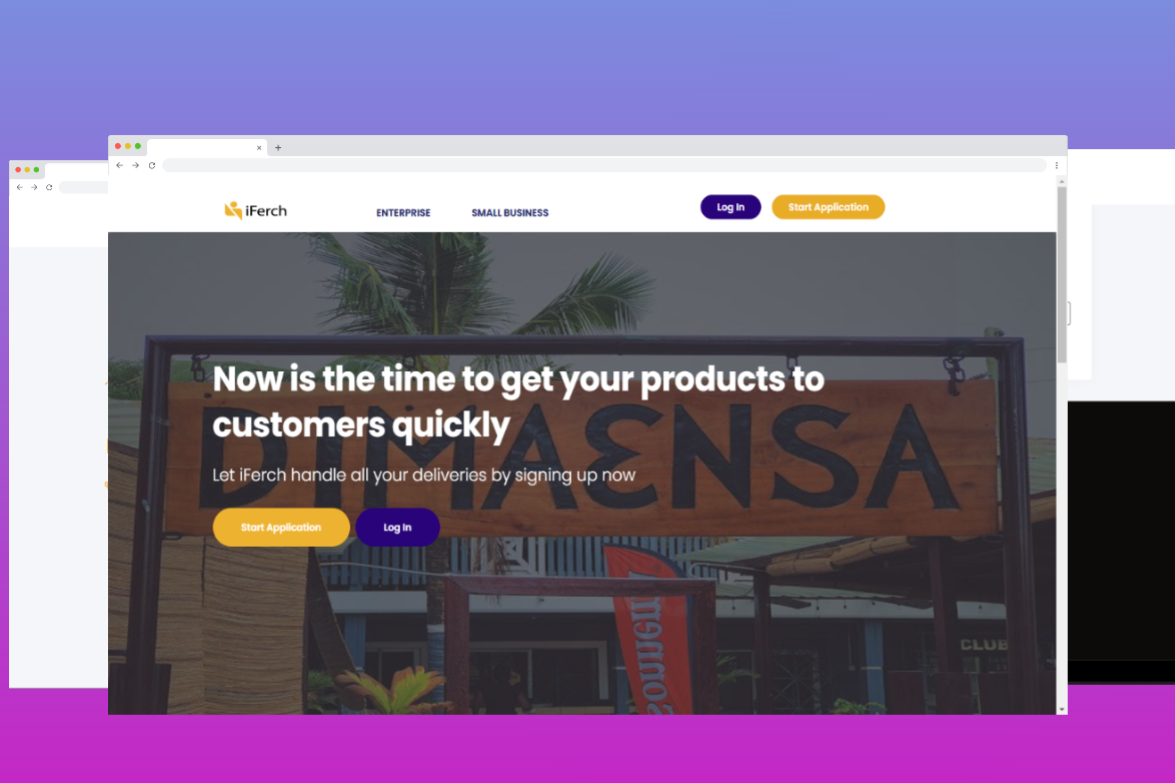 iFerch
ENTERPRISE
SMALL BUSINESS
Log In
Start Application
Now is the time to get your products to
customers quickly
DIMAENSA
Let iFerch handle all your deliveries by signing up now
Start Application
Log In
CLUB